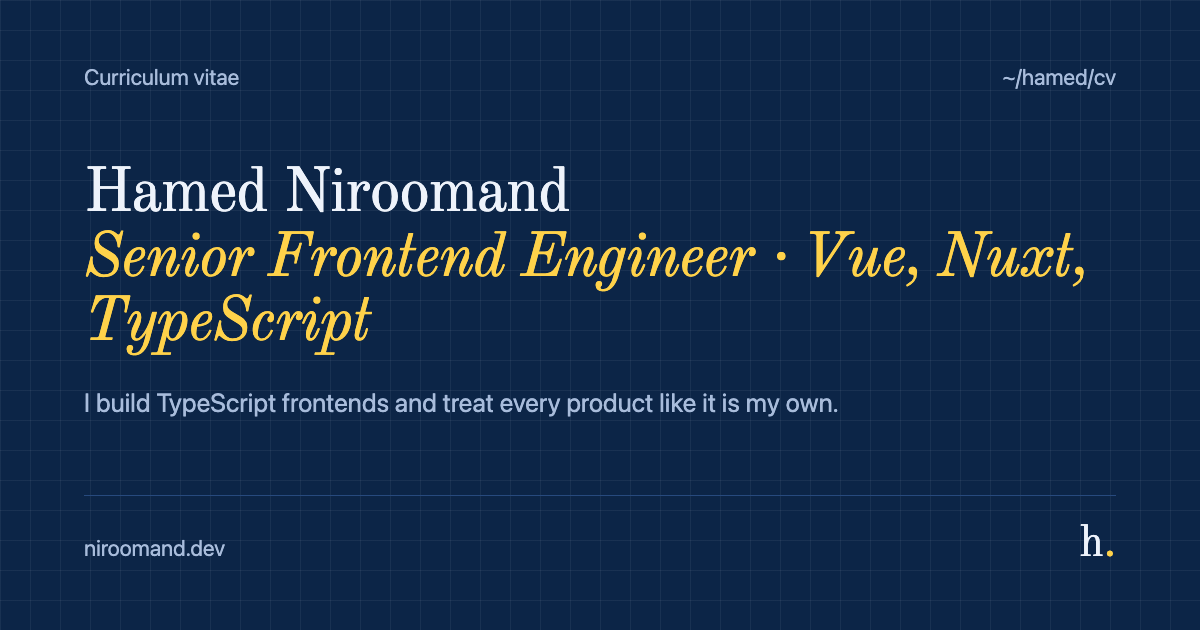 Curriculum vitae
~/hamed/cv
Hamed Niroomand
Senior Frontend Engineer · Vue, Nuxt,
TypeScript
I build TypeScript frontends and treat every product like it is my own.
niroomand.dev
h.